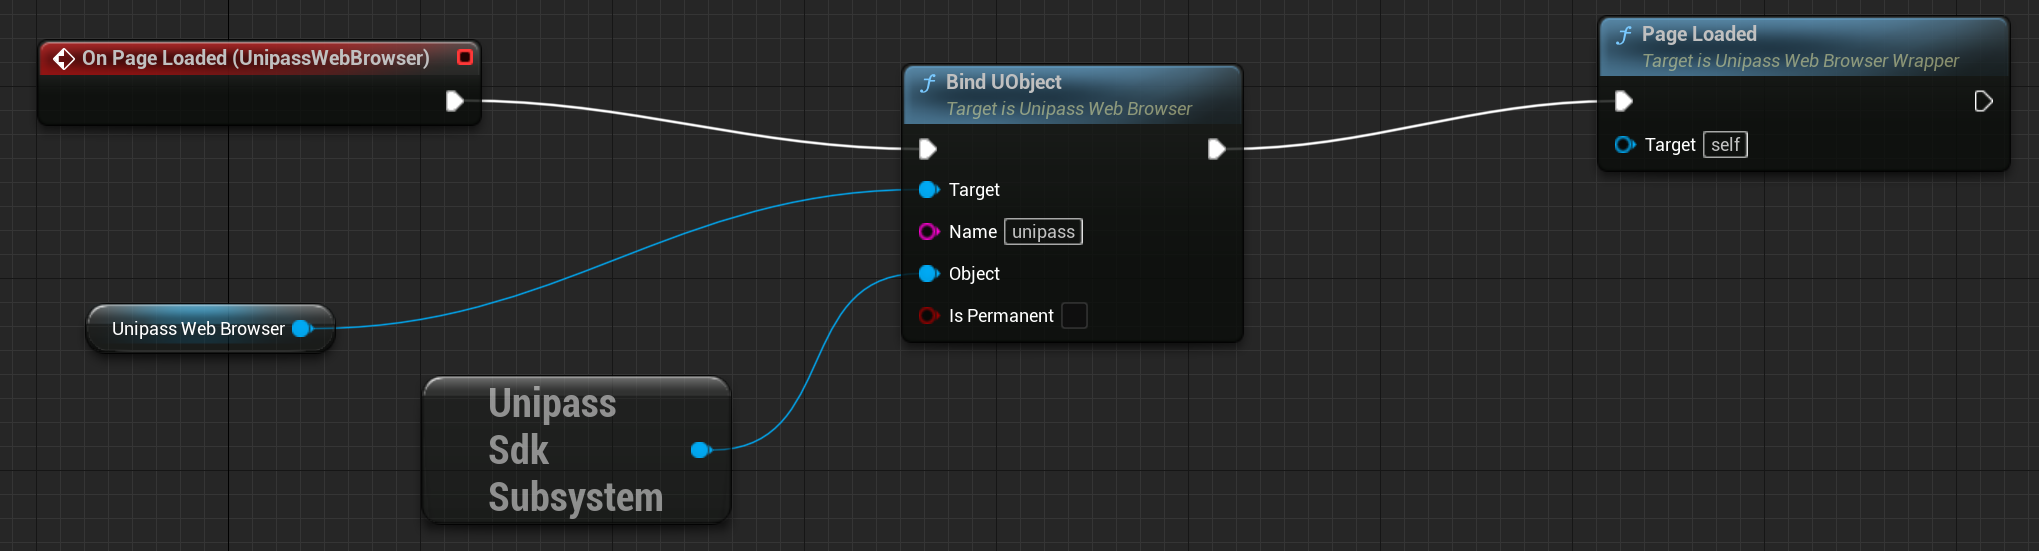 On Page Loaded (UnipassWebBrowser)
Bind UObject
Target is Unipass Web Browser
Target
Name unipass
Object
Is Permanent
Page Loaded
Target is Unipass Web Browser Wrapper
Target self
Unipass Web Browser
Unipass
Sdk
Subsystem